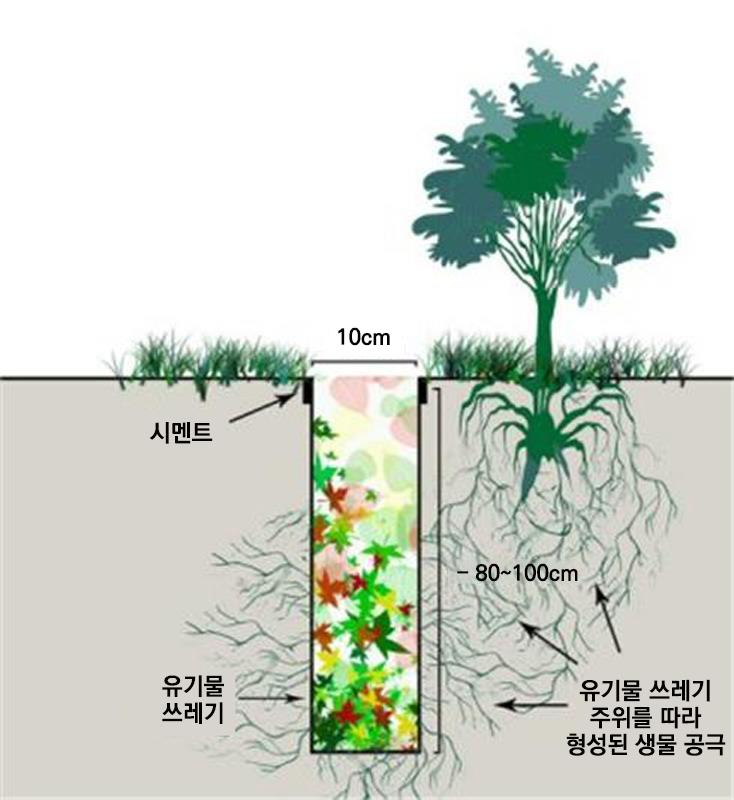 10cm
시멘트
– 80~100cm
유기물
쓰레기
유기물 쓰레기
주위를 따라
형성된 생물 공극